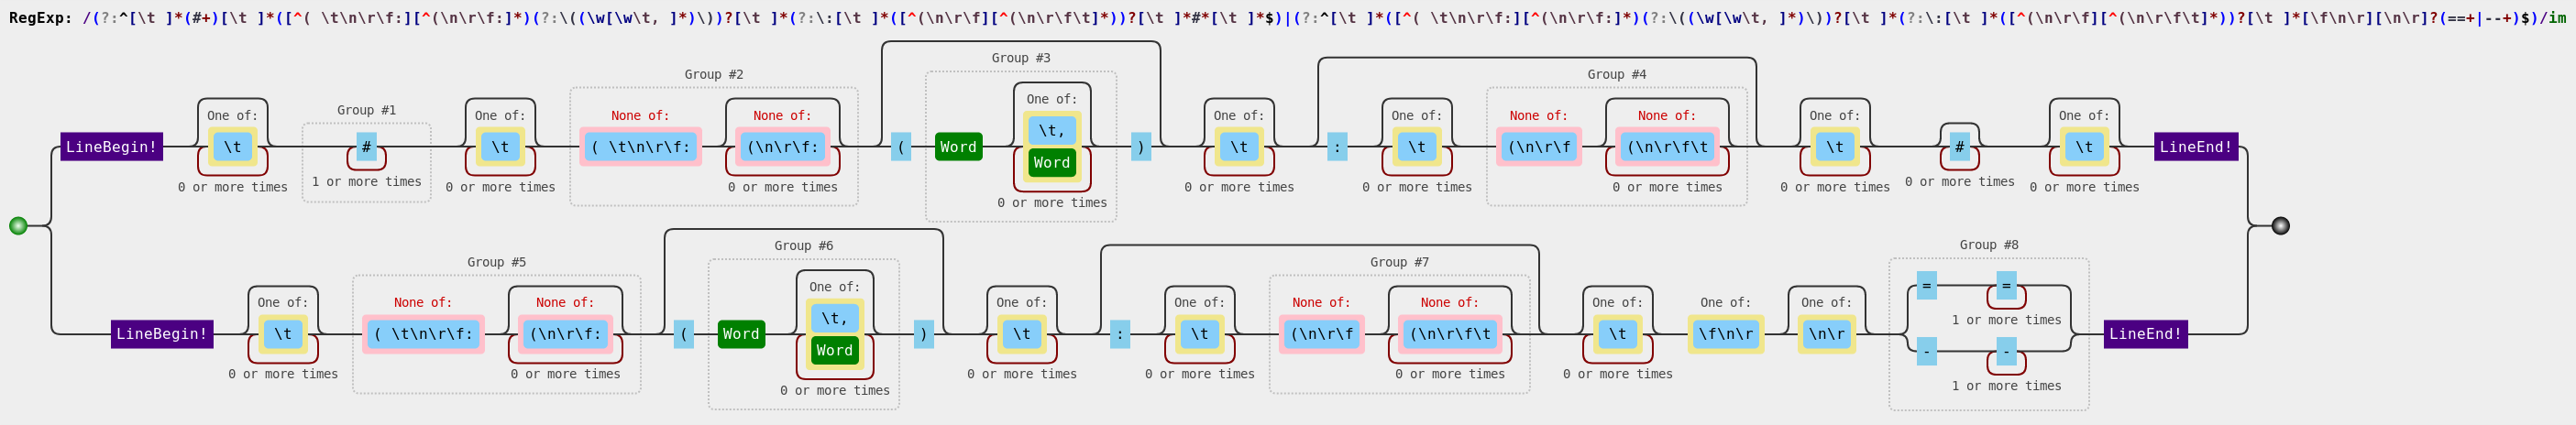 RegExp: /(?:^[\t ]*(#+)[\t ]*([^( \t\n\r\f:][^(\n\r\f:]*)(?:\((\w[\w\t, ]*)\))?[\t ]*(?:\:[\t ]*([^(\n\r\f][^(\n\r\f\t]*))?[\t ]*#*[\t ]*$)|(?:^[\t ]*([^( \t\n\r\f:][^(\n\r\f:]*)(?:\((\w[\w\t, ]*)\))?[\t ]*(?:\:[\t ]*([^(\n\r\f][^(\n\r\f\t]*))?[\t ]*[\f\n\r][\n\r]?(==+|--+)$)/im
Group #3
Group #2 Group #4
One of:
Group #1
One of: One of: None of: None of: One of: One of: None of: None of: One of: One of:
\t,
LineBegin! \t # \t ( \t\n\r\f: (\n\r\f: ( Word ) \t : \t (\n\r\f (\n\r\f\t \t # \t LineEnd!
Word
1 or more times 0 or more times
0 or more times 0 or more times 0 or more times 0 or more times 0 or more times 0 or more times 0 or more times 0 or more times
0 or more times
Group #6 Group #8
Group #5 Group #7
One of:
= =
One of: None of: None of: One of: One of: None of: None of: One of: One of: One of:
\t,
1 or more times
LineBegin! \t ( \t\n\r\f: (\n\r\f: ( Word ) \t : \t (\n\r\f (\n\r\f\t \t \f\n\r \n\r LineEnd!
Word
- -
0 or more times 0 or more times 0 or more times 0 or more times 0 or more times 0 or more times
1 or more times
0 or more times